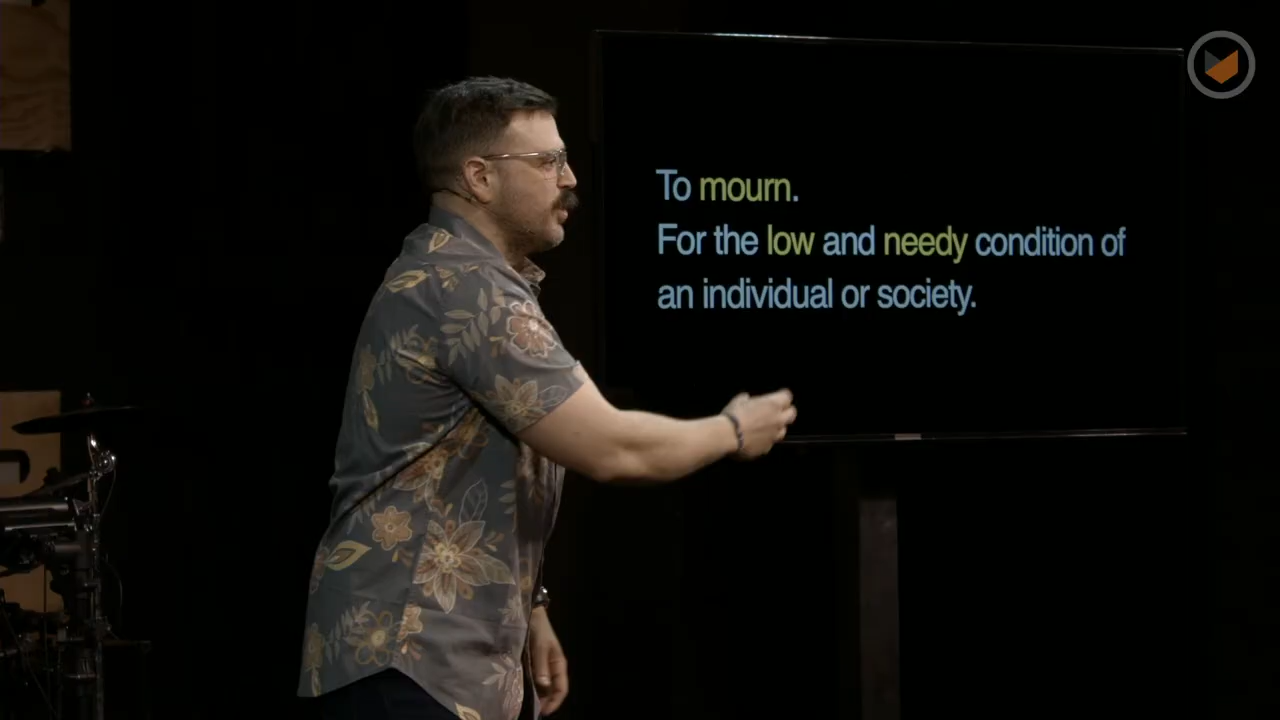 To mourn.
For the low and needy condition of
an individual or society.